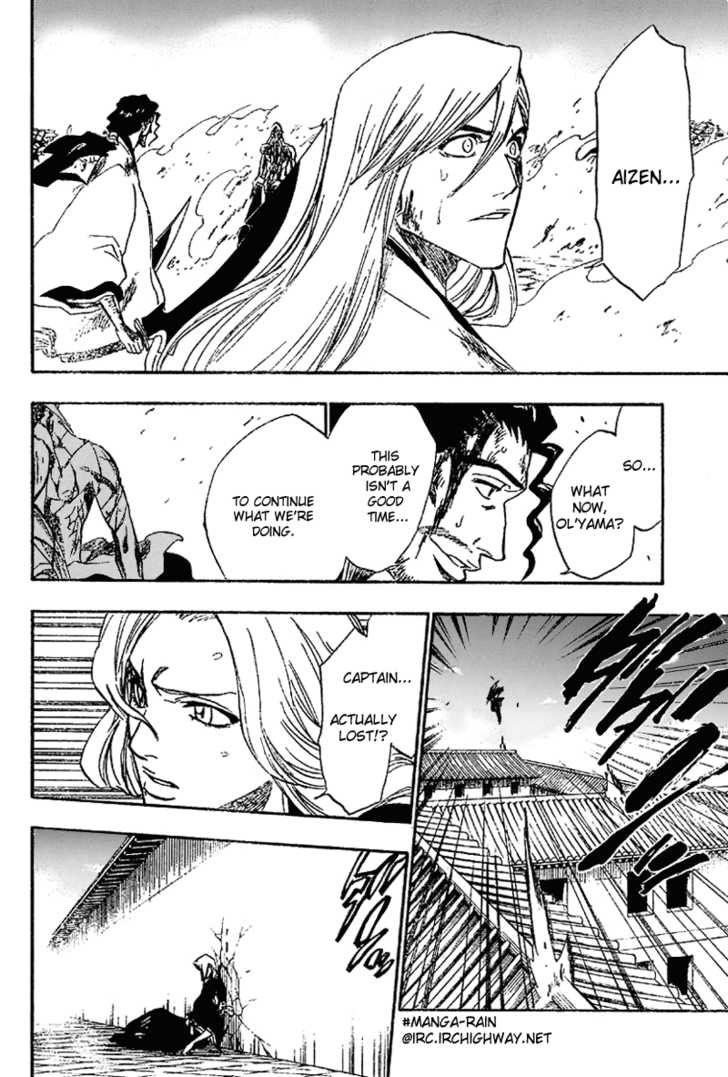 AIZEN...
SO...
WHAT
NOW,
OL'YAMA?
THIS
PROBABLY
ISN'T A
GOOD
TIME...
TO CONTINUE
WHAT WE'RE
DOING.
CAPTAIN...
ACTUALLY
LOST!?
#MANGA-RAIN
@IRC.IRCHIGHWAY.NET